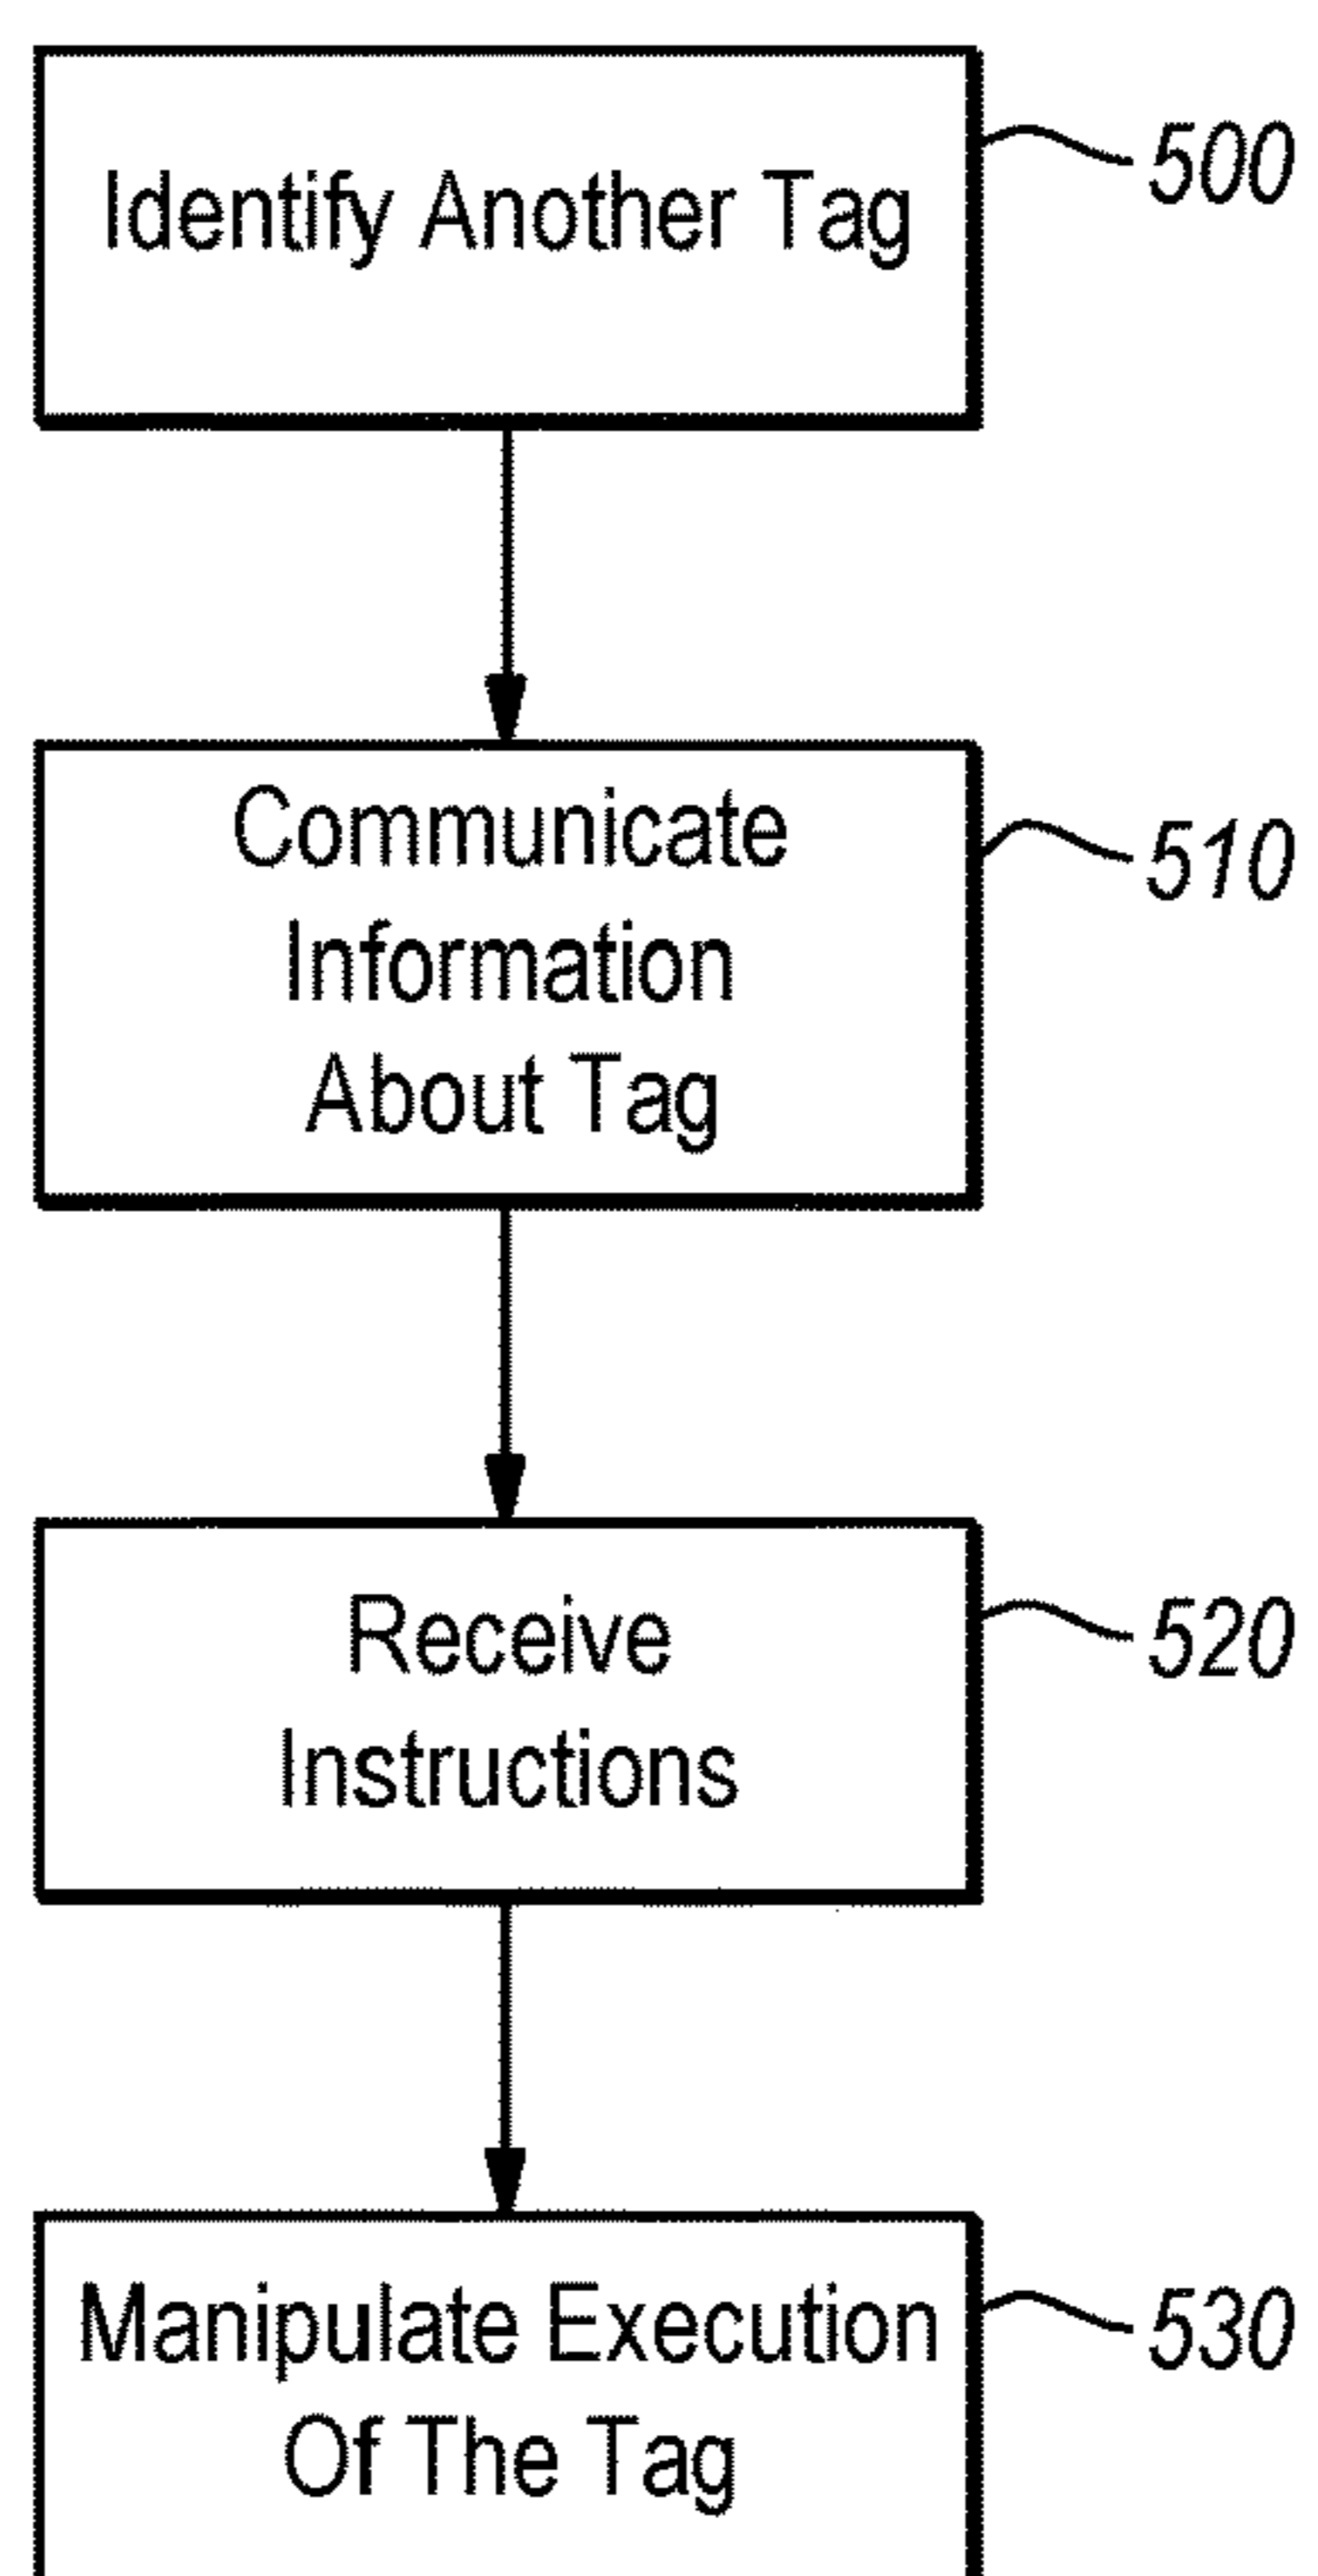 Identify Another Tag
500
Communicate
Information
About Tag
510
Receive
Instructions
520
Manipulate Execution
Of The Tag
530